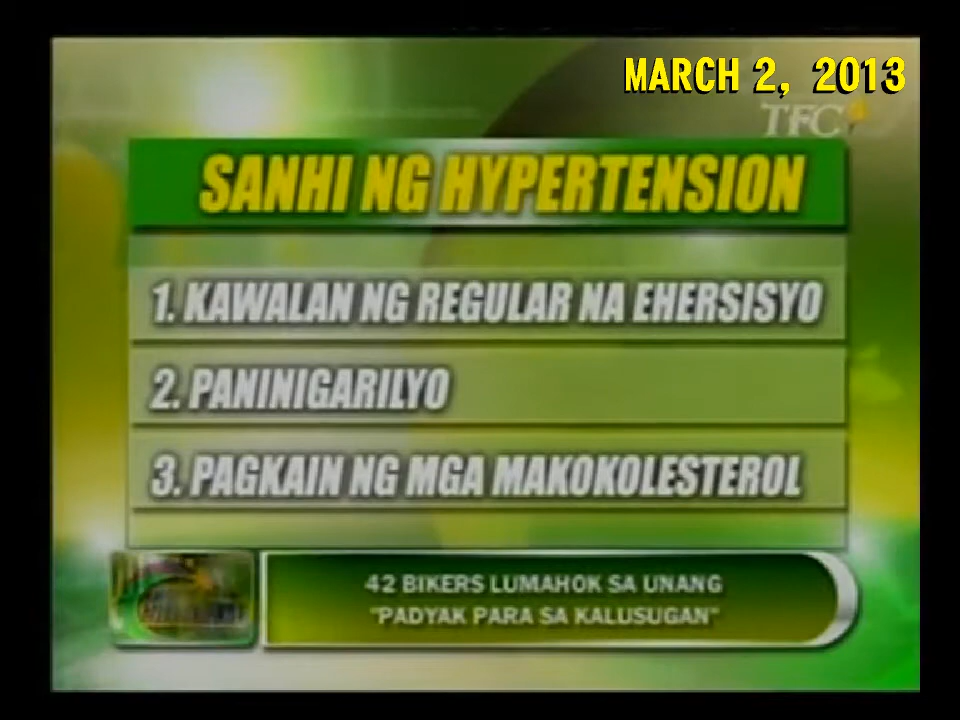 MARCH 2, 2013
TFC
SANHI NG HYPERTENSION
1. KAWALAN NG REGULAR NA EHERSISYO
2. PANINIGARILYO
3. PAGKAIN NG MGA MAKOKOLESTEROL
42 BIKERS LUMAHOK SA UNANG
"PADYAK PARA SA KALUSUGAN"